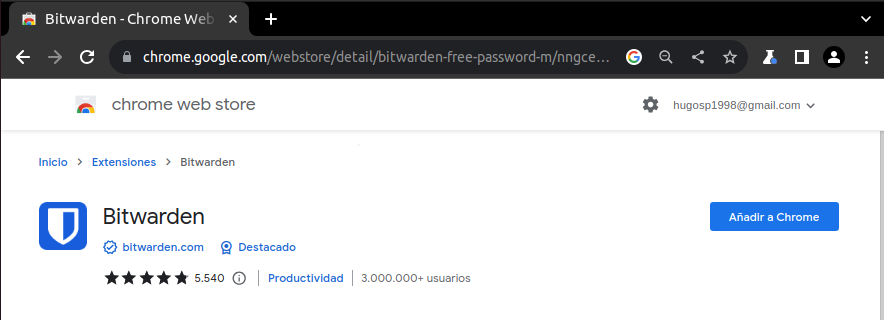 Bitwarden - Chrome Web
chrome.google.com/webstore/detail/bitwarden-free-password-m/nngce...
chrome web store
hugosp1998@gmail.com
Inicio > Extensiones > Bitwarden
Bitwarden
Añadir a Chrome
bitwarden.com Destacado
5.540 Productividad 3.000.000+ usuarios